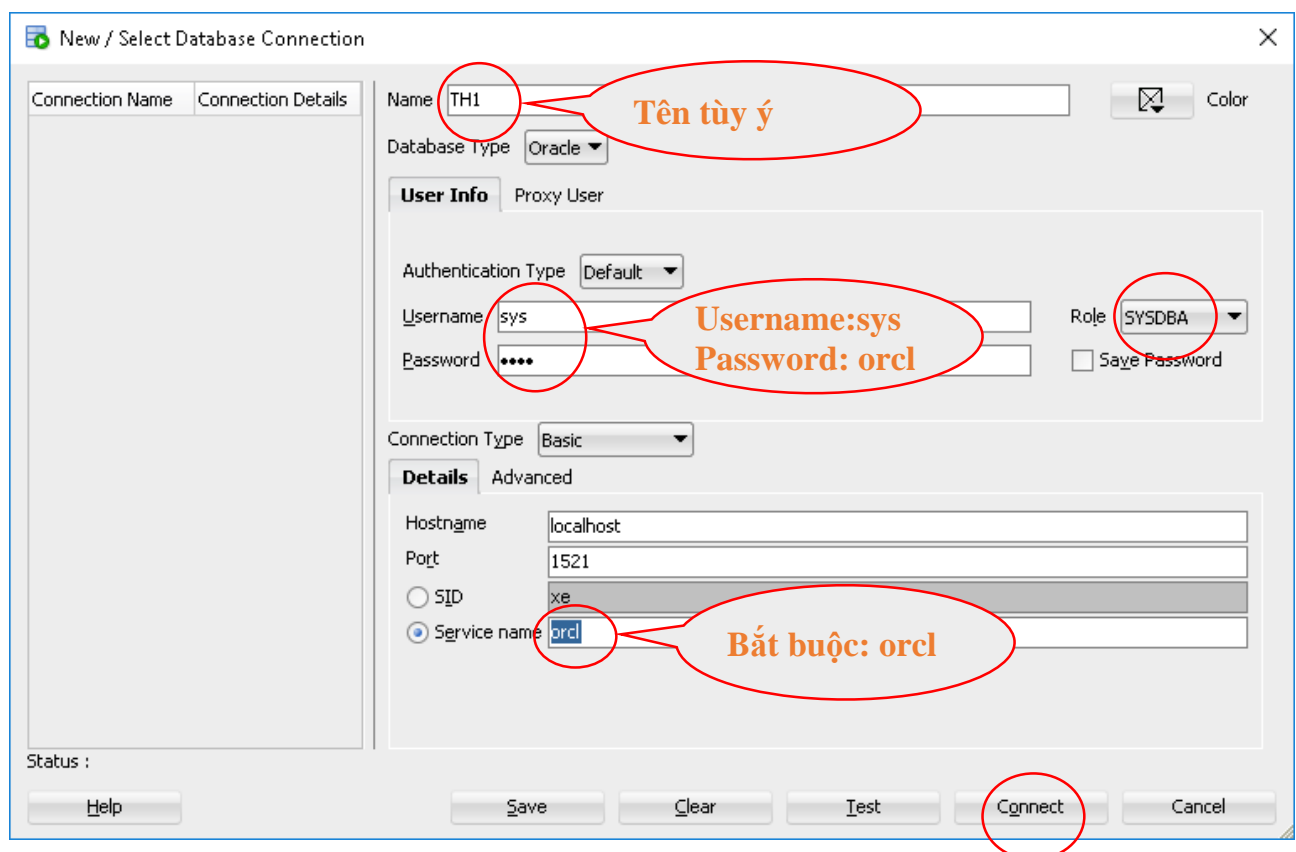 New / Select Database Connection
Connection Name Connection Details
Name TH1 Tên tùy ý Color
Database Type Oracle
User Info Proxy User
Authentication Type Default
Username sys Username:sys Role SYSDBA
Password •••• Password: orcl Save Password
Connection Type Basic
Details Advanced
Hostname localhost
Port 1521
SID xe
Service name orcl Bắt buộc: orcl
Status :
Help Save Clear Test Connect Cancel